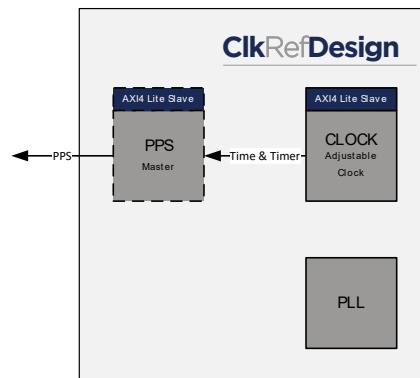 ClkRefDesign
AXI4 Lite Slave
AXI4 Lite Slave
PPS
Master
CLOCK
Adjustable
Clock
PPS
Time & Timer
PLL